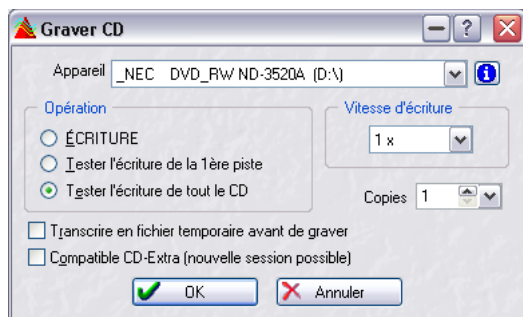 Graver CD
Appareil _NEC DVD_RW ND-3520A (D:\)
Opération
Vitesse d'écriture
ÉCRITURE
1 x
Tester l'écriture de la 1ère piste
Tester l'écriture de tout le CD
Copies 1
Transcrire en fichier temporaire avant de graver
Compatible CD-Extra (nouvelle session possible)
OK Annuler